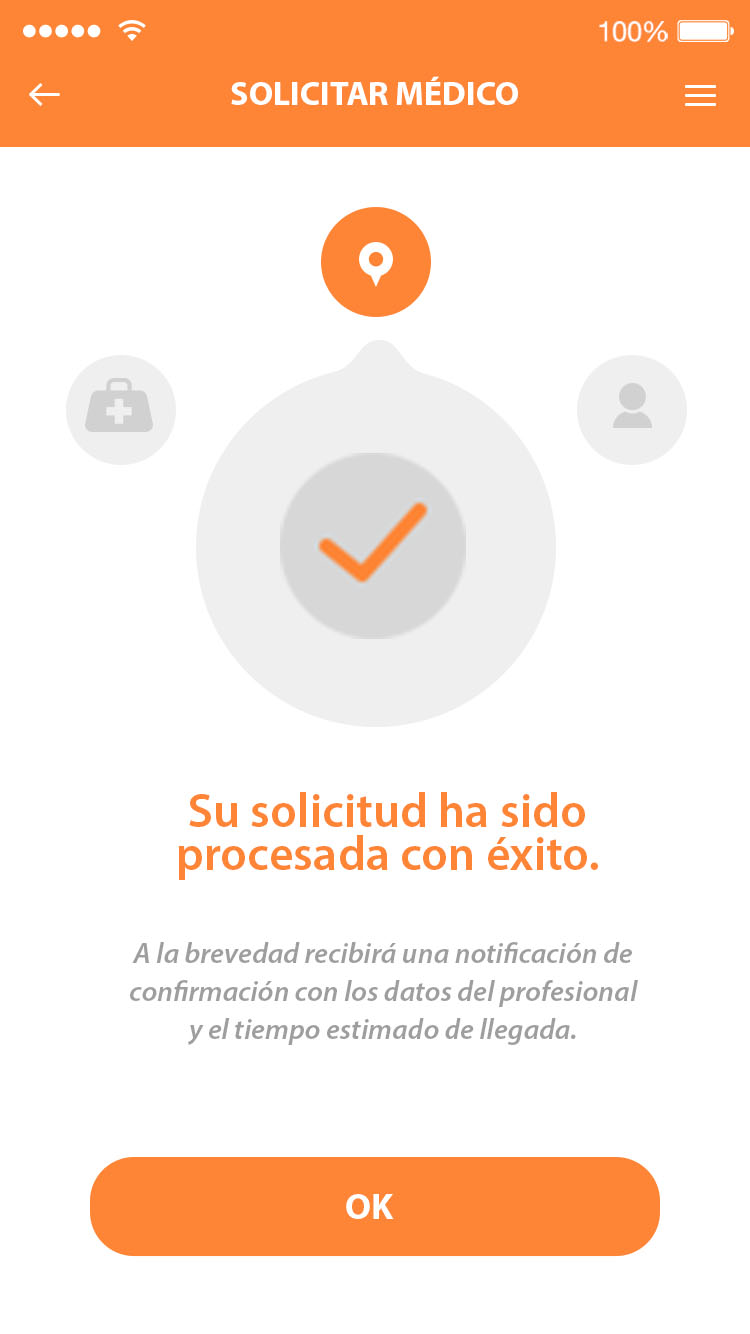 100%
SOLICITAR MÉDICO
Su solicitud ha sido
procesada con éxito.
A la brevedad recibirá una notificación de
confirmación con los datos del profesional
y el tiempo estimado de llegada.
OK